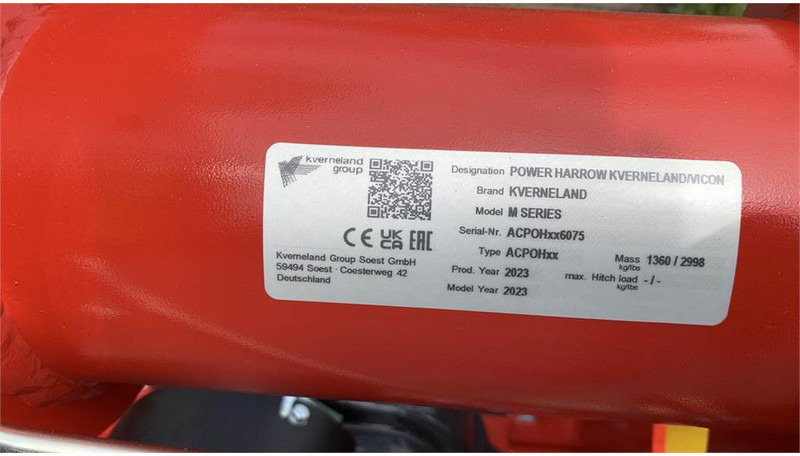 kverneland
group
Designation POWER HARROW KVERNELAND/VICON
Brand KVERNELAND
Model M SERIES
Serial-Nr. ACPOHxx6075
Type ACPOHxx
Mass 1360 / 2998
kg/lbs
Prod. Year 2023
max. Hitch load - / -
kg/lbs
Model Year 2023
CE UK CA EAC
Kverneland Group Soest GmbH
59494 Soest · Coesterweg 42
Deutschland